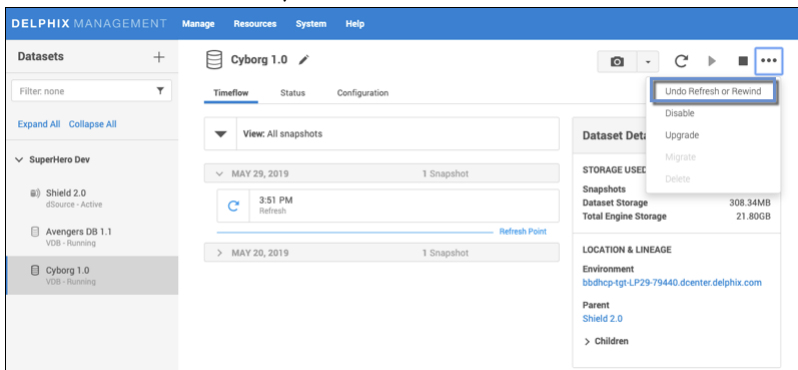 DELPHIX MANAGEMENT Manage Resources System Help
Datasets
Filter: none
Expand All Collapse All
SuperHero Dev
Shield 2.0
dSource - Active
Avengers DB 1.1
VDB - Running
Cyborg 1.0
VDB - Running
Cyborg 1.0
Timeflow Status Configuration
View: All snapshots
MAY 29, 2019 1 Snapshot
3:51 PM
Refresh
Refresh Point
MAY 20, 2019 1 Snapshot
Undo Refresh or Rewind
Disable
Upgrade
Migrate
Delete
Dataset Deta
STORAGE USED
Snapshots
Dataset Storage 308.34MB
Total Engine Storage 21.80GB
LOCATION & LINEAGE
Environment
bbdhcp-tgt-LP29-79440.dcenter.delphix.com
Parent
Shield 2.0
Children